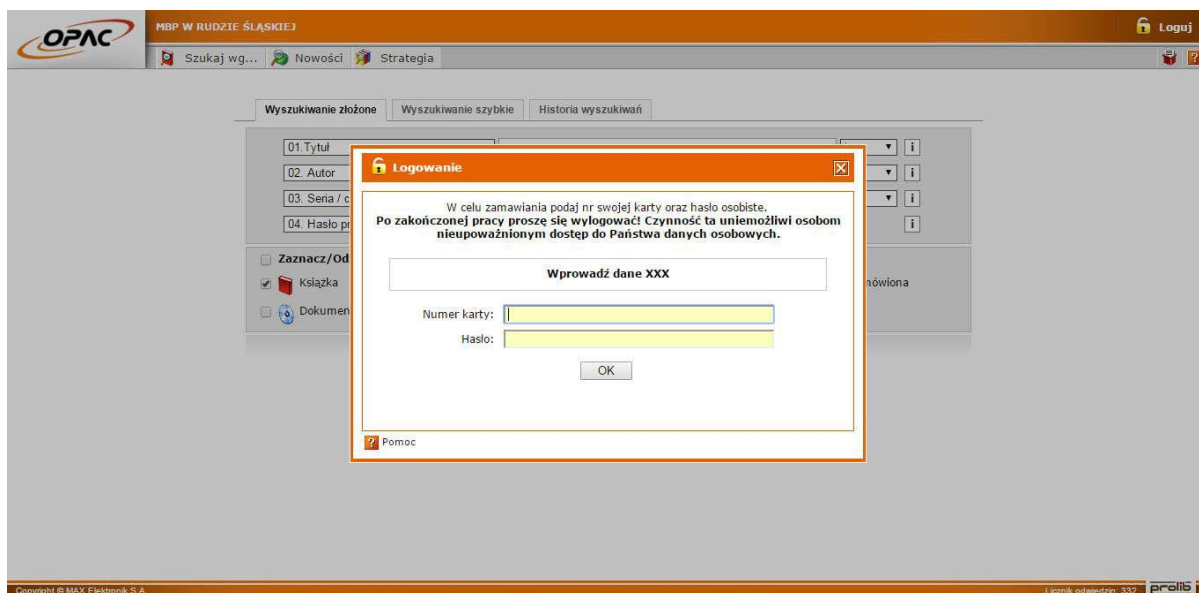 OPAC
MBP W RUDZIE ŚLĄSKIEJ
Loguj
Szukaj wg... Nowości Strategia
Wyszukiwanie złożone Wyszukiwanie szybkie Historia wyszukiwań
01.Tytuł
i
02. Autor
i
03. Seria / c
i
04. Hasło pr
i
Zaznacz/Od
Książka
mówiona
Dokumen
Logowanie
W celu zamawiania podaj nr swojej karty oraz hasło osobiste.
Po zakończonej pracy proszę się wylogować! Czynność ta uniemożliwi osobom
nieupoważnionym dostęp do Państwa danych osobowych.
Wprowadź dane XXX
Numer karty:
Hasło:
OK
? Pomoc
Copyright © MAX Elektronik S.A.
Licznik odwiedzin: 332
prolib